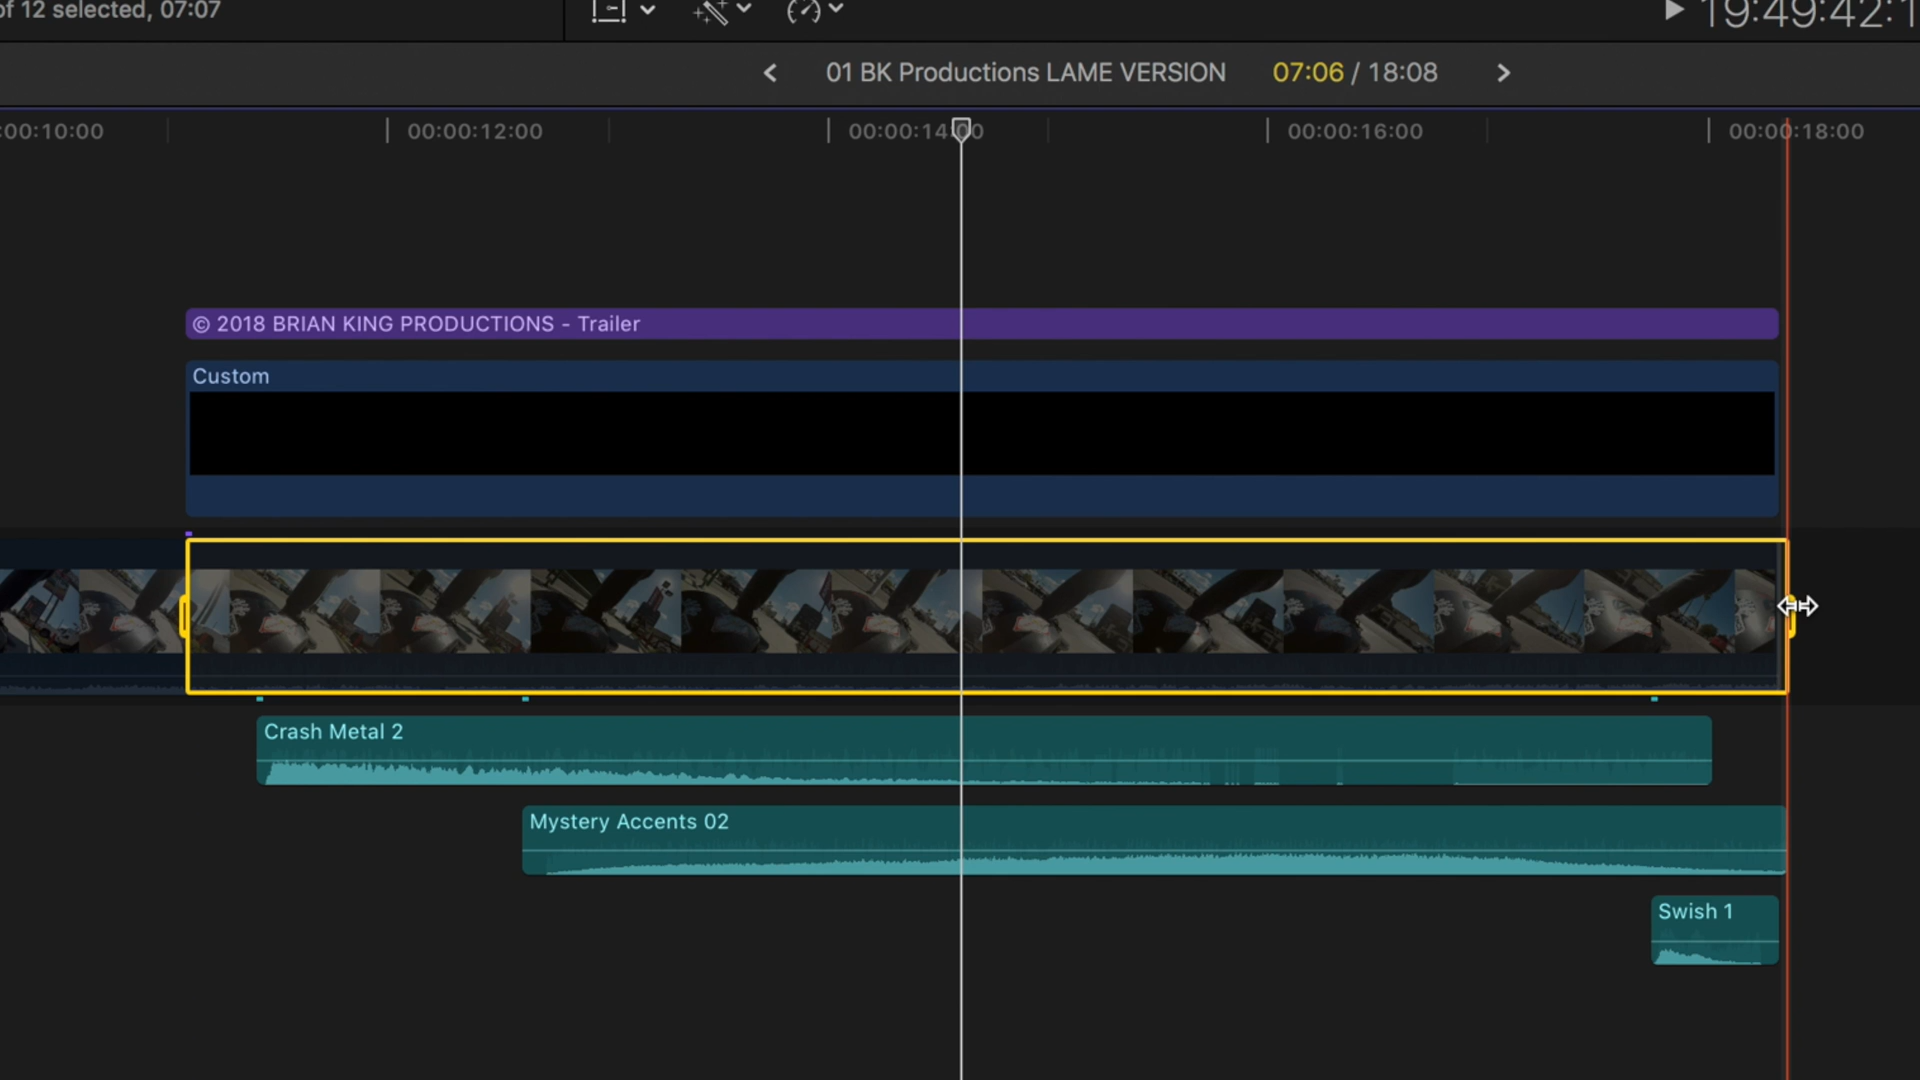 of 12 selected, 07:07
19:49:42:1
01 BK Productions LAME VERSION 07:06 / 18:08
:00:10:00 00:00:12:00 00:00:14:00 00:00:16:00 00:00:18:00
© 2018 BRIAN KING PRODUCTIONS - Trailer
Custom
Crash Metal 2
Mystery Accents 02
Swish 1